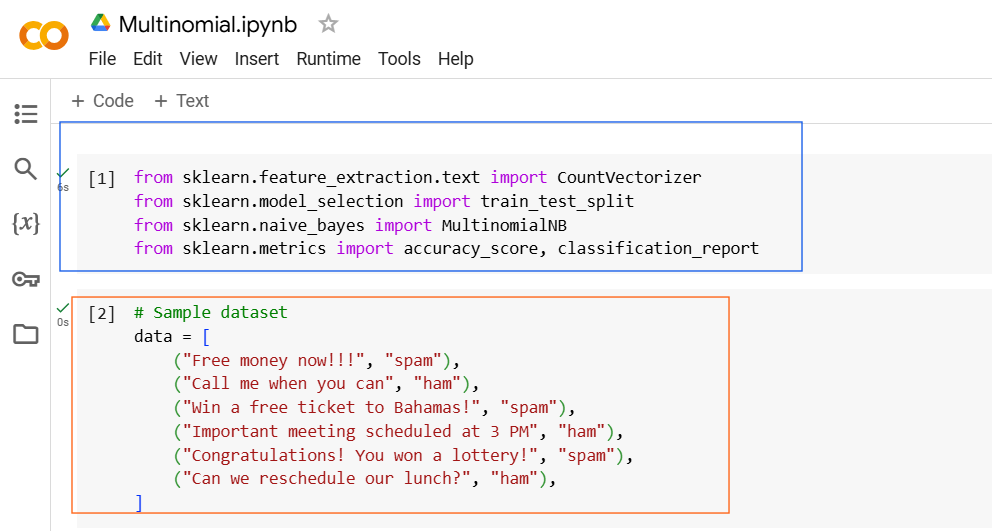 Multinomial.ipynb
File Edit View Insert Runtime Tools Help
+ Code + Text
[1] from sklearn.feature_extraction.text import CountVectorizer
6s
from sklearn.model_selection import train_test_split
{x} from sklearn.naive_bayes import MultinomialNB
from sklearn.metrics import accuracy_score, classification_report
[2] # Sample dataset
0s
data = [
("Free money now!!!", "spam"),
("Call me when you can", "ham"),
("Win a free ticket to Bahamas!", "spam"),
("Important meeting scheduled at 3 PM", "ham"),
("Congratulations! You won a lottery!", "spam"),
("Can we reschedule our lunch?", "ham"),
]